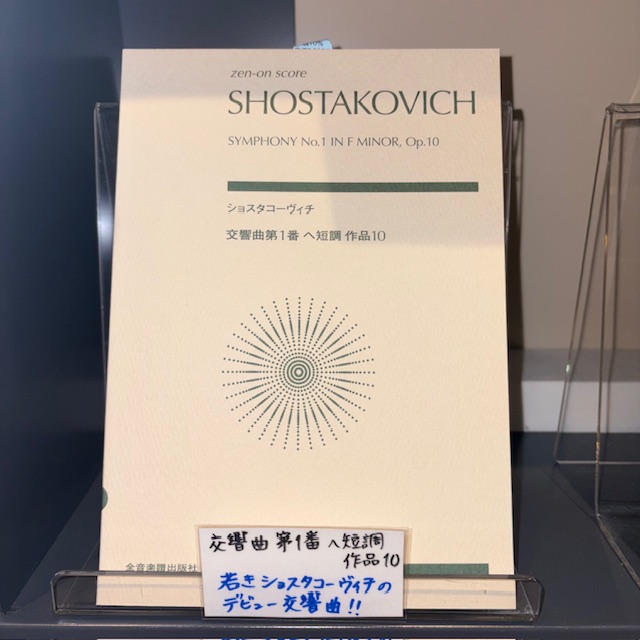 zen-on score
SHOSTAKOVICH
SYMPHONY No.1 IN F MINOR, Op.10
ショスタコーヴィチ
交響曲第1番 ヘ短調 作品10
全音楽譜出版社
交響曲 第1番 ヘ短調
作品10
若きショスタコーヴィチの
デビュー交響曲!!